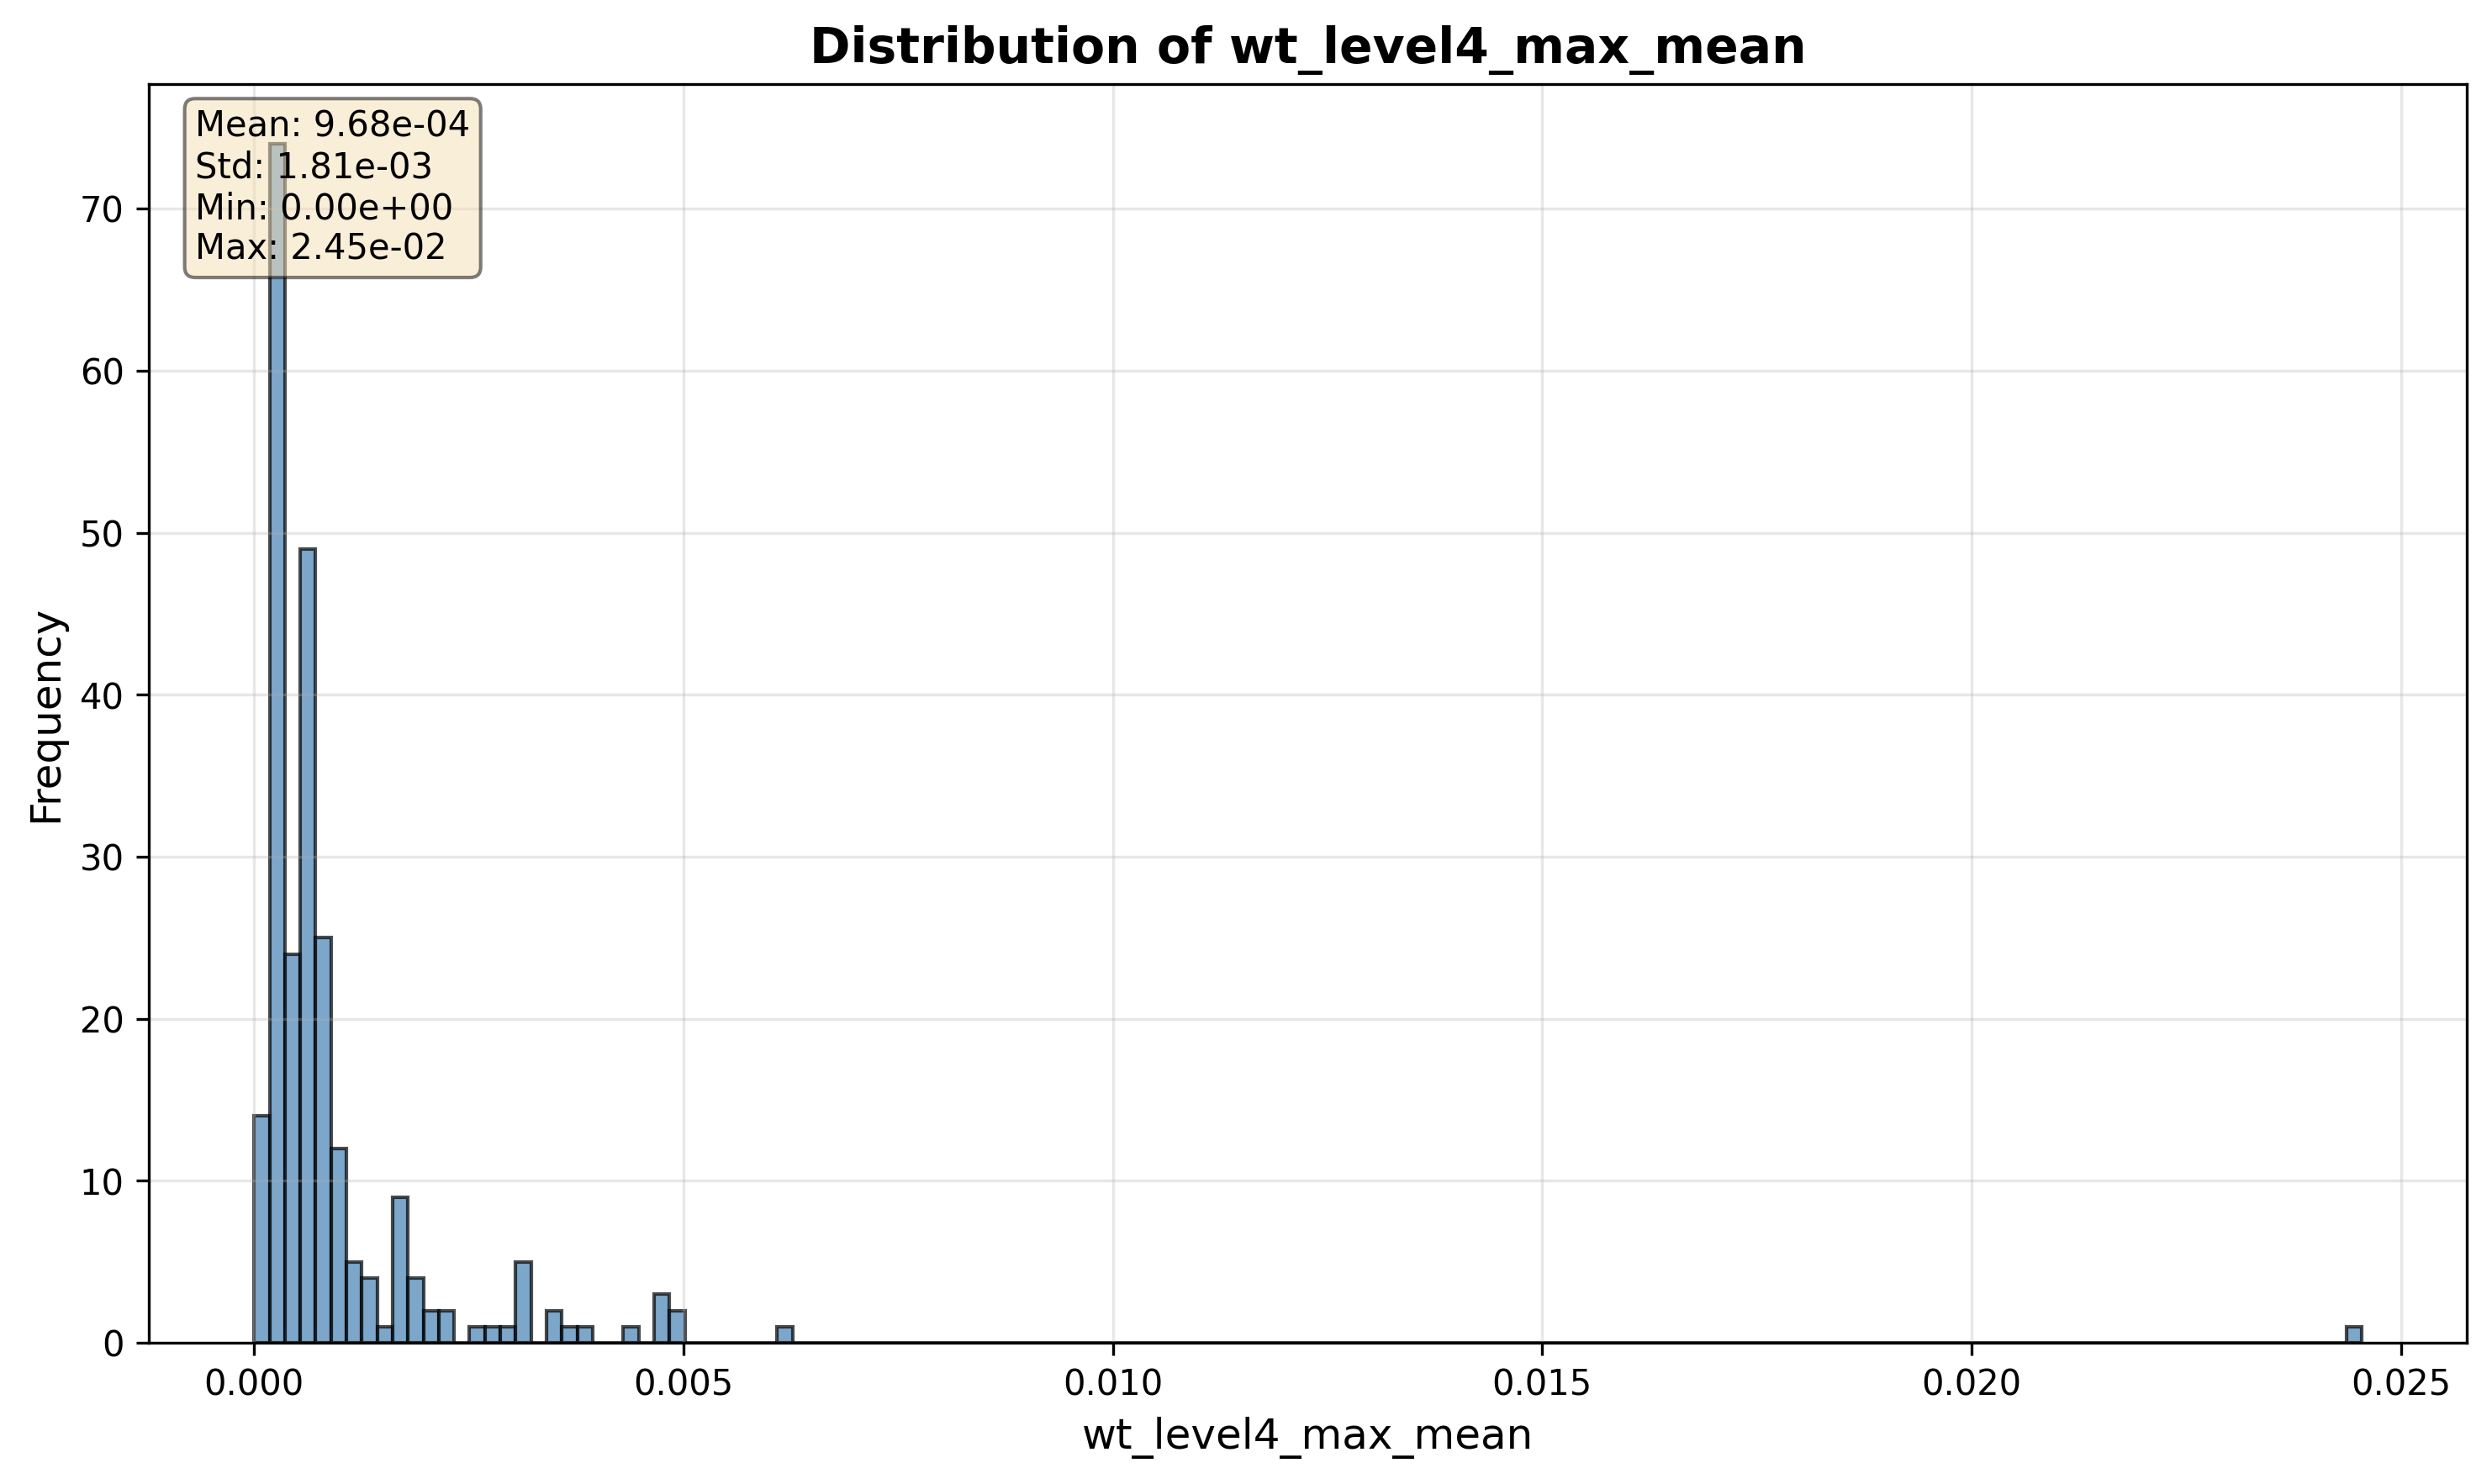 Distribution of wt_level4_max_mean
Mean: 9.68e-04
Std: 1.81e-03
Min: 0.00e+00
Max: 2.45e-02
Frequency
70
60
50
40
30
20
10
0
0.000 0.005 0.010 0.015 0.020 0.025
wt_level4_max_mean